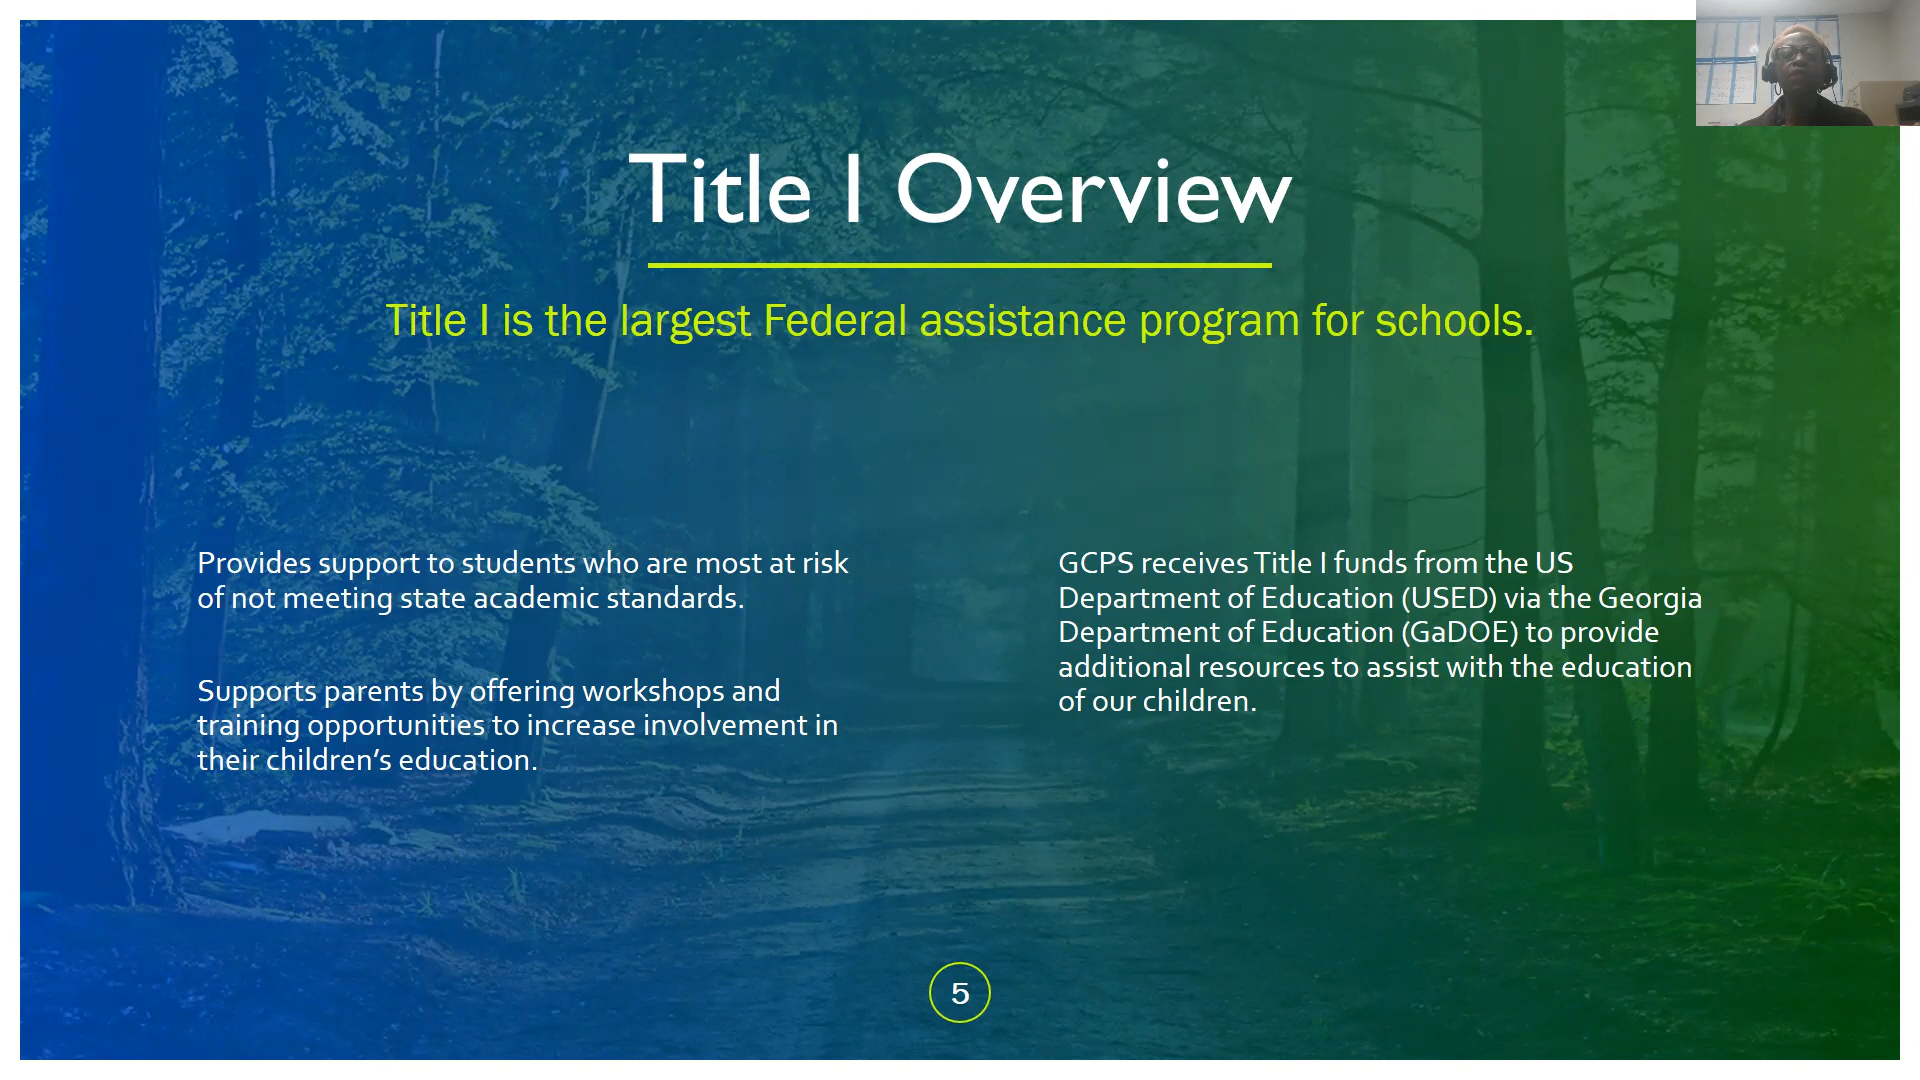 Title I Overview
Title I is the largest Federal assistance program for schools.
Provides support to students who are most at risk
of not meeting state academic standards.
Supports parents by offering workshops and
training opportunities to increase involvement in
their children’s education.
GCPS receives Title I funds from the US
Department of Education (USED) via the Georgia
Department of Education (GaDOE) to provide
additional resources to assist with the education
of our children.
5